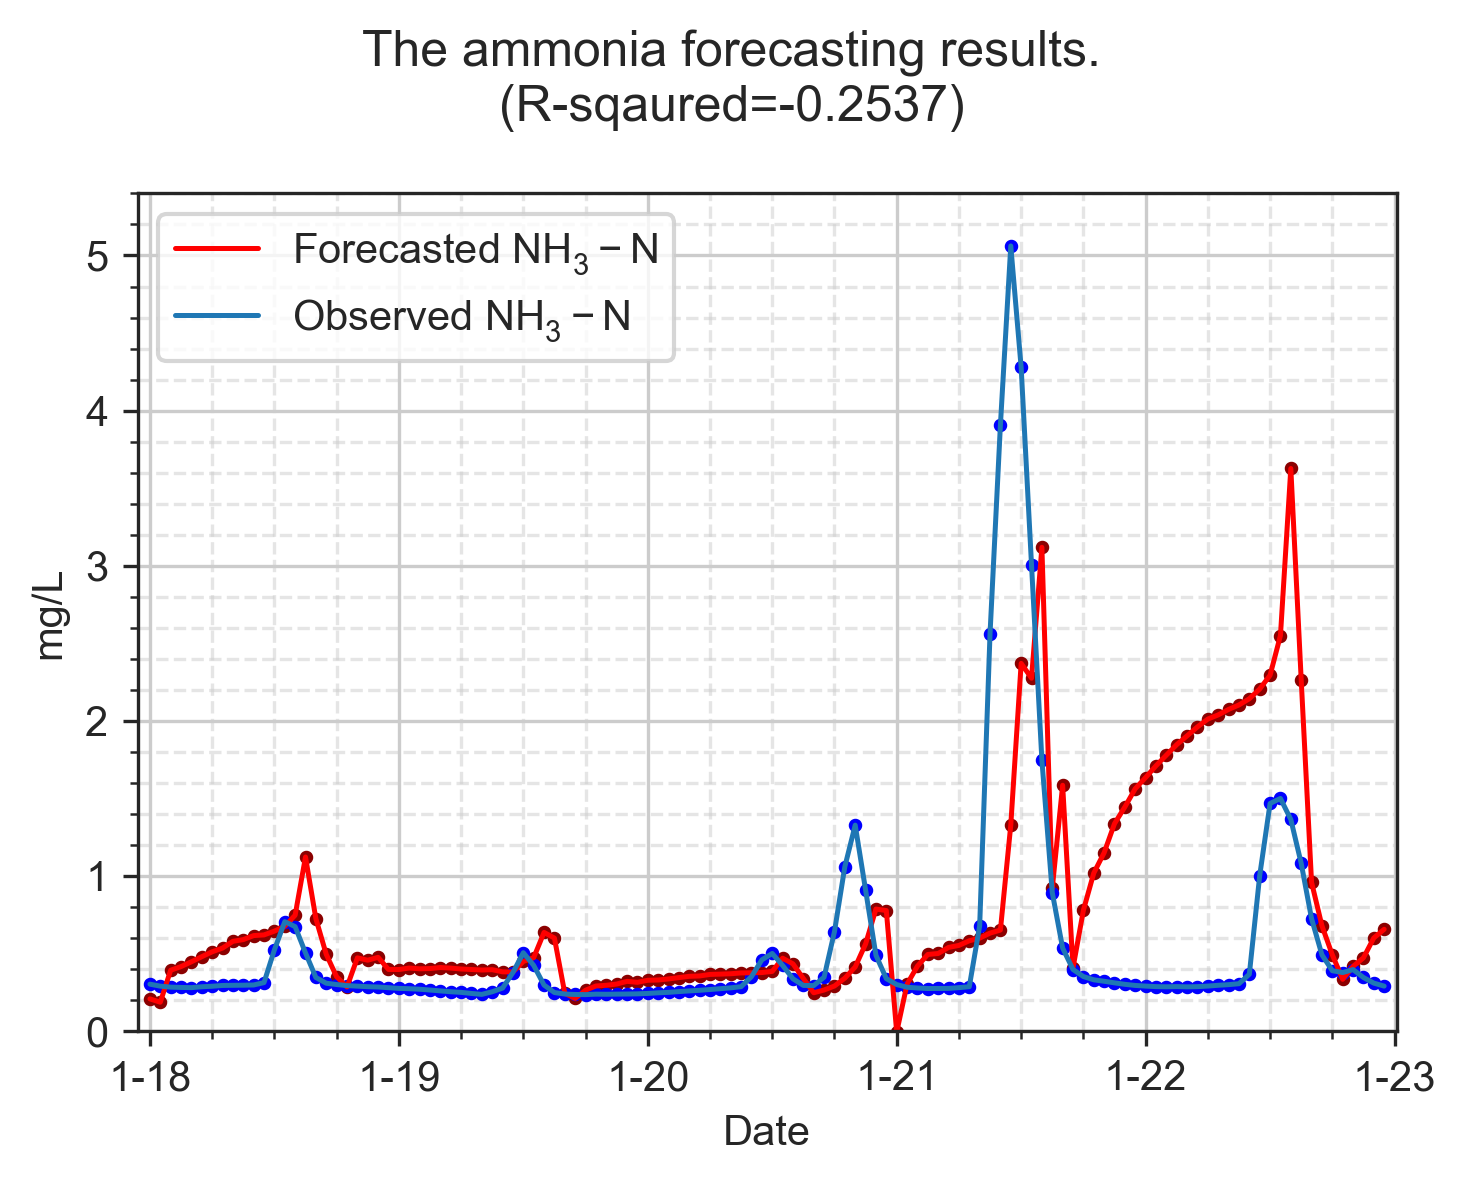 The ammonia forecasting results.
(R-sqaured=-0.2537)
Forecasted NH₃ − N
Observed NH₃ − N
5
4
3
2
1
0
mg/L
1-18 1-19 1-20 1-21 1-22 1-23
Date